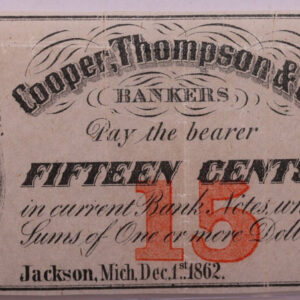 Cooper, Thompson & C
BANKERS
Pay the bearer
FIFTEEN CENTS
15
in current Bank Notes, wh
Sums of One or more Dolla
Jackson, Mich, Dec. 1st. 1862.